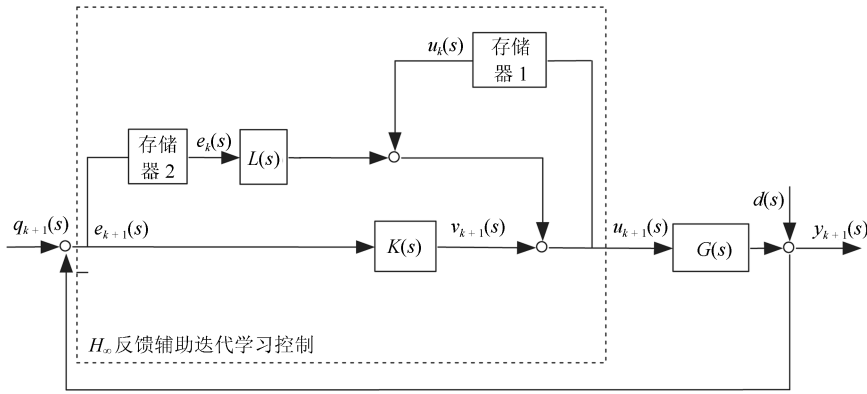 u_k(s)
存储
器 1
存储
器 2
e_k(s)
L(s)
q_{k+1}(s)
e_{k+1}(s)
K(s)
v_{k+1}(s)
u_{k+1}(s)
G(s)
d(s)
y_{k+1}(s)
−
H_∞反馈辅助迭代学习控制